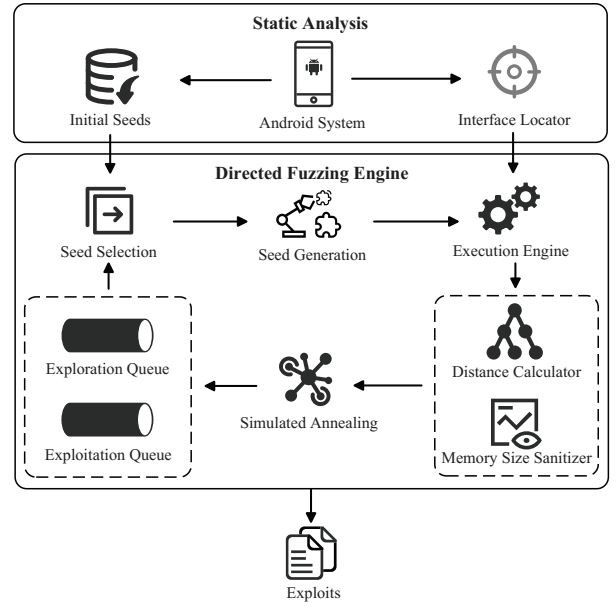 Static Analysis
Initial Seeds
Android System
Interface Locator
Directed Fuzzing Engine
Seed Selection
Seed Generation
Execution Engine
Exploration Queue
Exploitation Queue
Simulated Annealing
Distance Calculator
Memory Size Sanitizer
Exploits